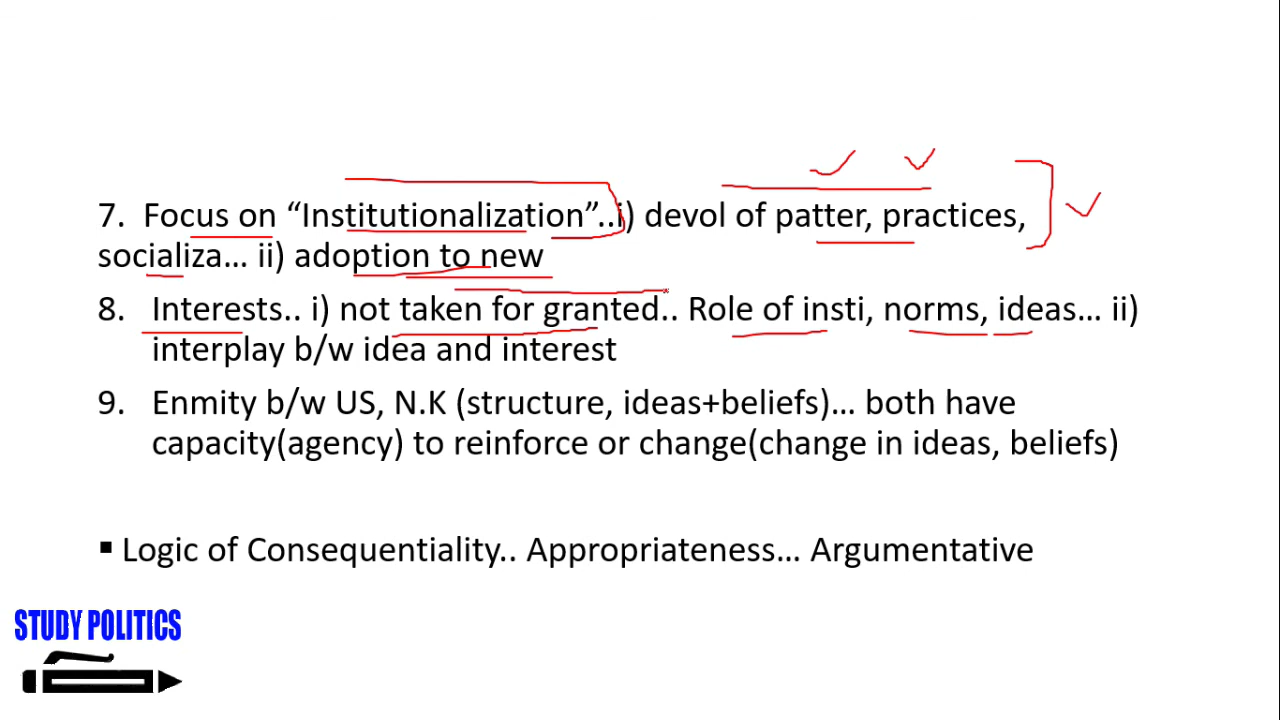 7. Focus on “Institutionalization”..i) devol of patter, practices,
socializa... ii) adoption to new
8. Interests.. i) not taken for granted.. Role of insti, norms, ideas... ii)
interplay b/w idea and interest
9. Enmity b/w US, N.K (structure, ideas+beliefs)... both have
capacity(agency) to reinforce or change(change in ideas, beliefs)
▪ Logic of Consequentiality.. Appropriateness... Argumentative
STUDY POLITICS